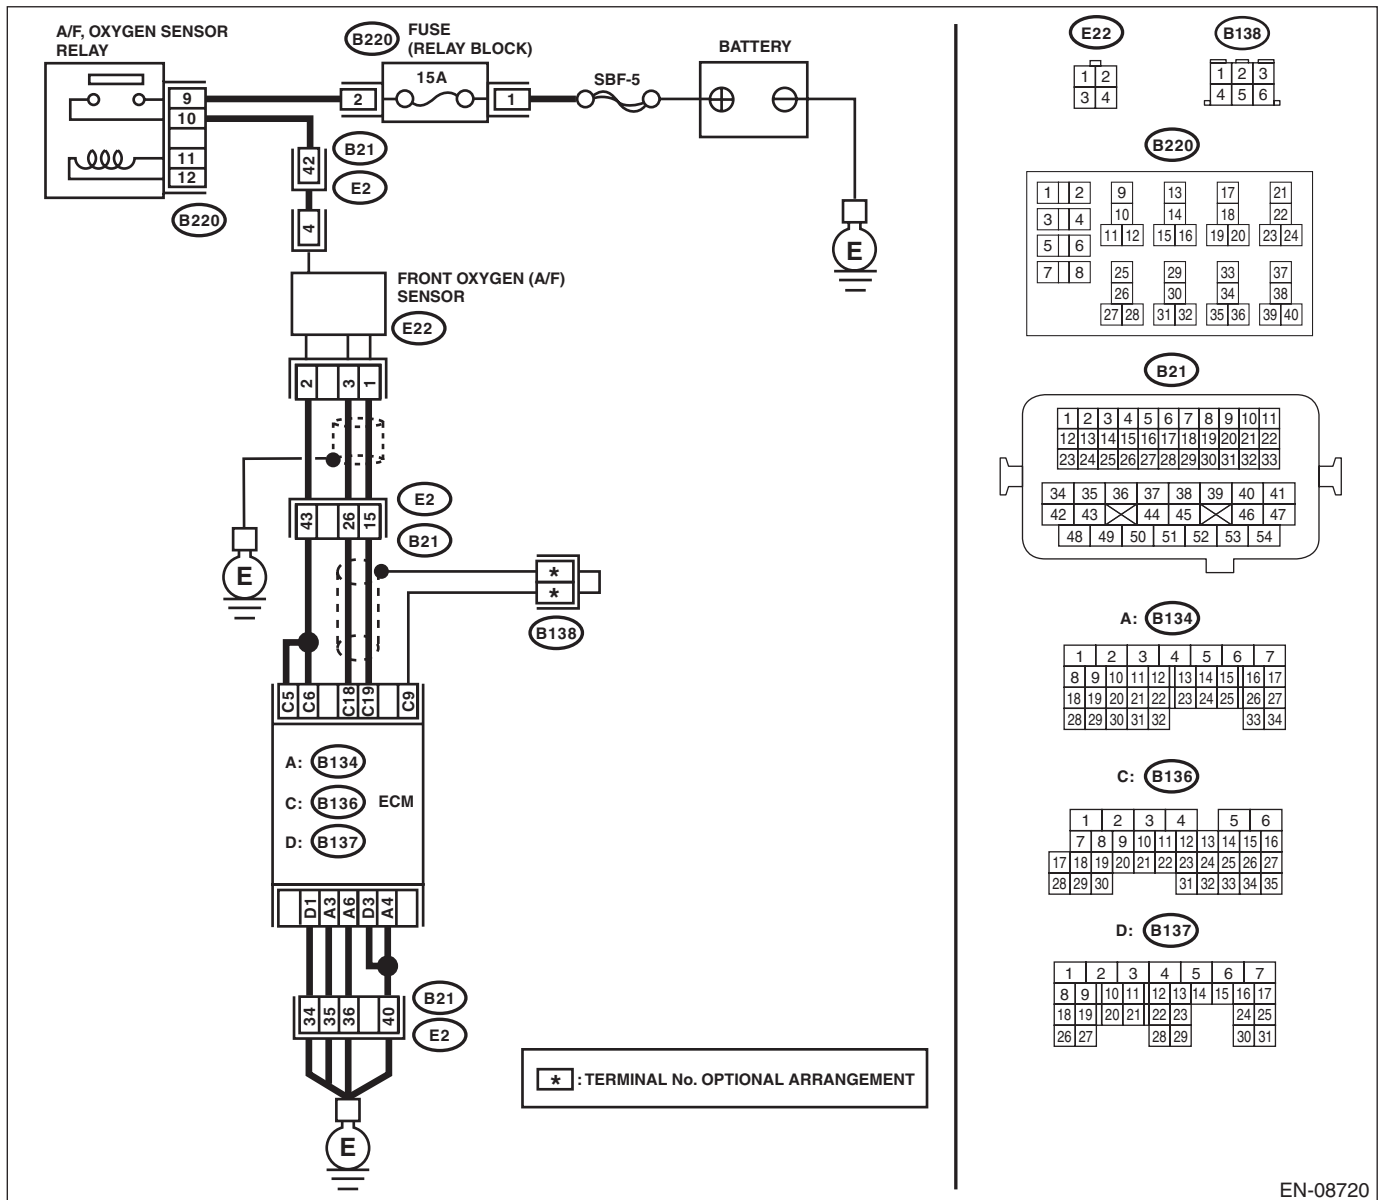 A/F, OXYGEN SENSOR
RELAY
9
10
11
12
B220
B220
FUSE
(RELAY BLOCK)
15A
2
1
SBF-5
BATTERY
E
42
B21
E2
4
FRONT OXYGEN (A/F)
SENSOR
E22
2 3 1
E
E2
43 26 15
B21
* *
B138
C5 C6 C18 C19 C9
A: B134
C: B136 ECM
D: B137
D1 A3 A6 D3 A4
34 35 36 40
B21
E2
E
* : TERMINAL No. OPTIONAL ARRANGEMENT
E22
1 2
3 4
B138
1 2 3
4 5 6
B220
1 2 9 13 17 21
3 4 10 14 18 22
11 12 15 16 19 20 23 24
5 6
7 8 25 29 33 37
26 30 34 38
27 28 31 32 35 36 39 40
B21
1 2 3 4 5 6 7 8 9 10 11
12 13 14 15 16 17 18 19 20 21 22
23 24 25 26 27 28 29 30 31 32 33
34 35 36 37 38 39 40 41
42 43 44 45 46 47
48 49 50 51 52 53 54
A: B134
1 2 3 4 5 6 7
8 9 10 11 12 13 14 15 16 17
18 19 20 21 22 23 24 25 26 27
28 29 30 31 32 33 34
C: B136
1 2 3 4 5 6
7 8 9 10 11 12 13 14 15 16
17 18 19 20 21 22 23 24 25 26 27
28 29 30 31 32 33 34 35
D: B137
1 2 3 4 5 6 7
8 9 10 11 12 13 14 15 16 17
18 19 20 21 22 23 24 25
26 27 28 29 30 31
EN-08720